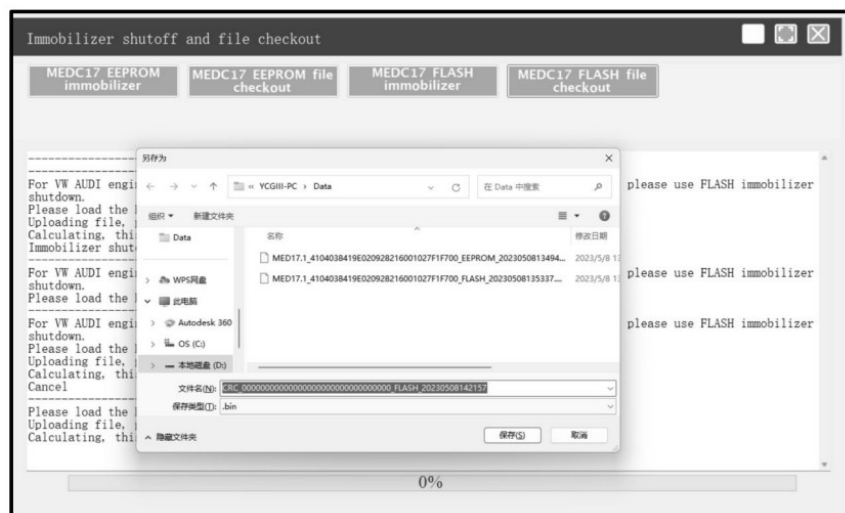 Immobilizer shutoff and file checkout
MEDC17 EEPROM immobilizer
MEDC17 EEPROM file checkout
MEDC17 FLASH immobilizer
MEDC17 FLASH file checkout
另存为
« YCGIII-PC › Data
在 Data 中搜索
组织 新建文件夹
Data
WPS网盘
此电脑
Autodesk 360
OS (C:)
本地磁盘 (D:)
名称 修改日期
MED17.1_4104038419E020928216001027F1F700_EEPROM_2023050813494... 2023/5/8 13
MED17.1_4104038419E020928216001027F1F700_FLASH_20230508135337.... 2023/5/8 13
文件名(N):
_FLASH_20230508142157
保存类型(T): .bin
隐藏文件夹
保存(S) 取消
For VW AUDI engi
please use FLASH immobilizer
shutdown.
Please load the
Uploading file,
Calculating, thi
Immobilizer shut
For VW AUDI engi
please use FLASH immobilizer
shutdown.
Please load the
For VW AUDI engi
please use FLASH immobilizer
shutdown.
Please load the
Uploading file,
Calculating, thi
Cancel
Please load the
Uploading file,
Calculating, thi
0%